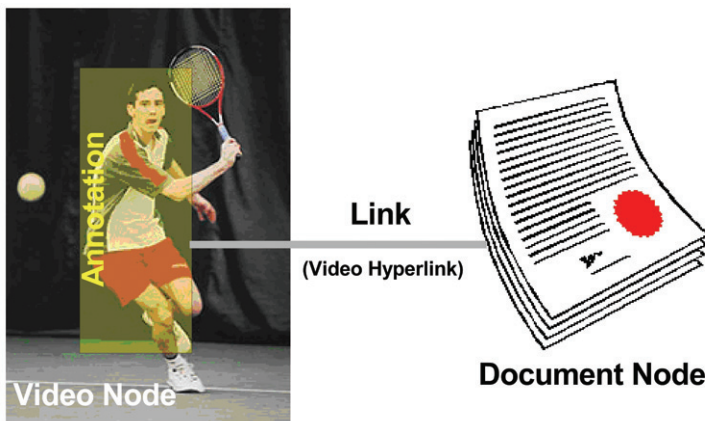 Annotation
Video Node
Link
(Video Hyperlink)
Document Node